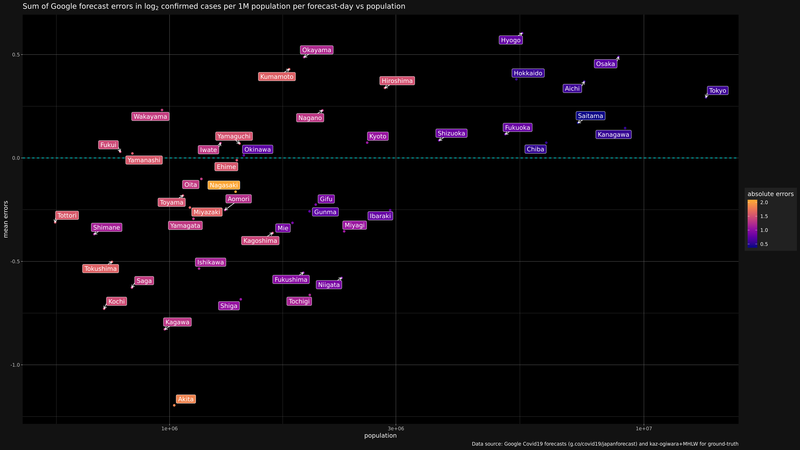 Sum of Google forecast errors in log2 confirmed cases per 1M population per forecast-day vs population
Hyogo
Okayama
0.5
Osaka
Kumamoto
Hokkaido
Hiroshima
Aichi
Tokyo
Wakayama
Nagano
Saitama
Fukuoka
Shizuoka
Kanagawa
Yamaguchi
Kyoto
Fukui
Iwate
Okinawa
Chiba
0.0
Yamanashi
Ehime
Oita
Nagasaki
absolute errors
Aomori
Gifu
2.0
Toyama
Miyazaki
Gunma
1.5
Tottori
Ibaraki
1.0
mean errors
Shimane
Yamagata
Mie
Miyagi
0.5
Kagoshima
-0.5
Ishikawa
Tokushima
Saga
Fukushima
Niigata
Kochi
Shiga
Tochigi
Kagawa
-1.0
Akita
1e+06
3e+06
1e+07
population
Data source: Google Covid19 forecasts (g.co/covid19/japanforecast) and kaz-ogiwara+MHLW for ground-truth